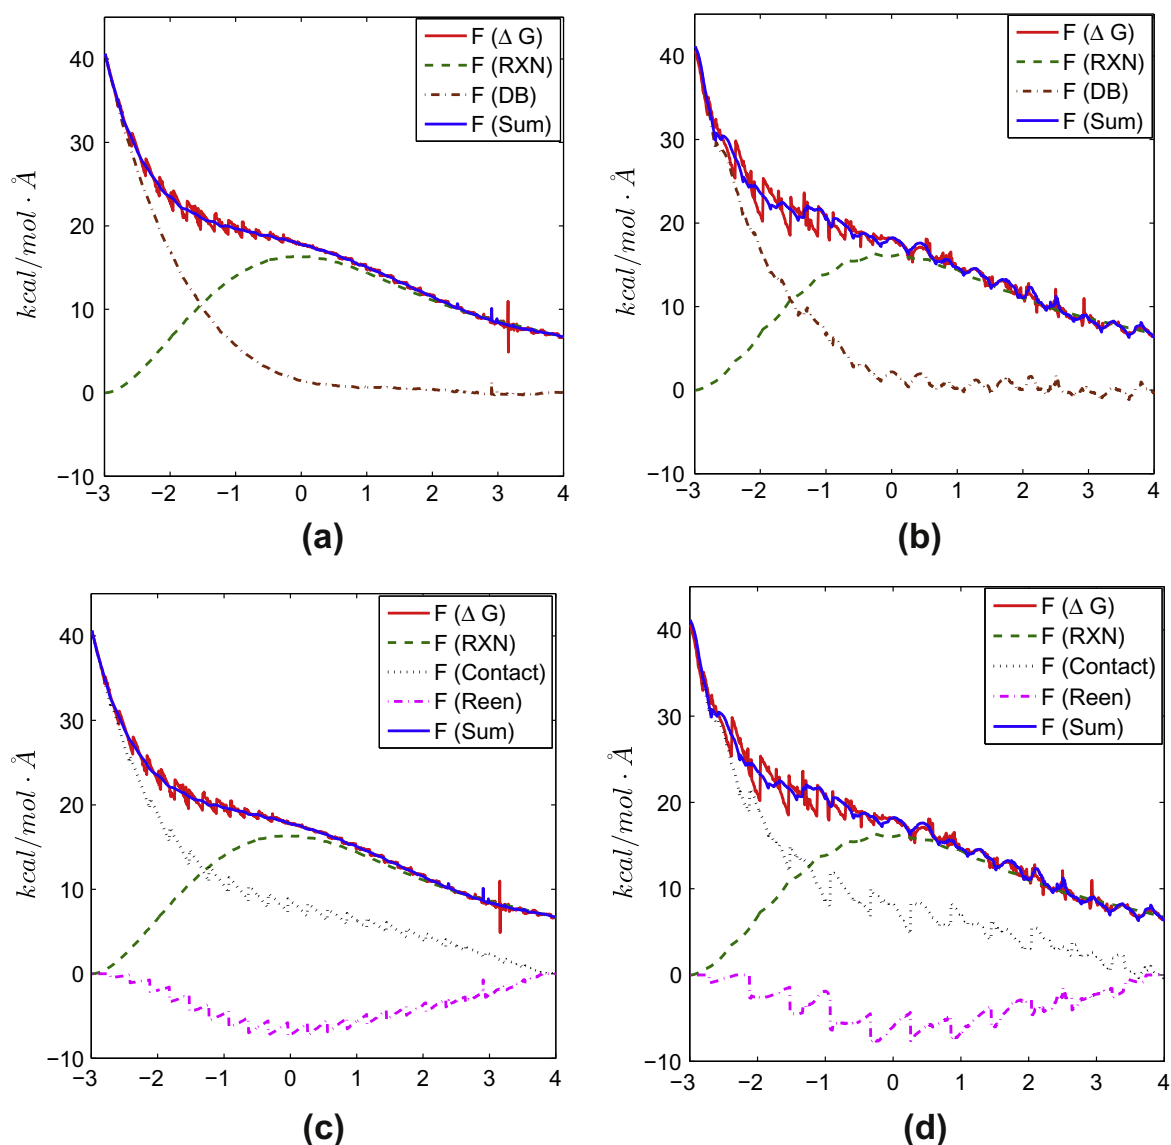 F (Δ G)
F (RXN)
F (DB)
F (Sum)
kcal/mol · Å
40
30
20
10
0
−10
−3 −2 −1 0 1 2 3 4
(a)
F (Δ G)
F (RXN)
F (DB)
F (Sum)
kcal/mol · Å
40
30
20
10
0
−10
−3 −2 −1 0 1 2 3 4
(b)
F (Δ G)
F (RXN)
F (Contact)
F (Reen)
F (Sum)
kcal/mol · Å
40
30
20
10
0
−10
−3 −2 −1 0 1 2 3 4
(c)
F (Δ G)
F (RXN)
F (Contact)
F (Reen)
F (Sum)
kcal/mol · Å
40
30
20
10
0
−10
−3 −2 −1 0 1 2 3 4
(d)